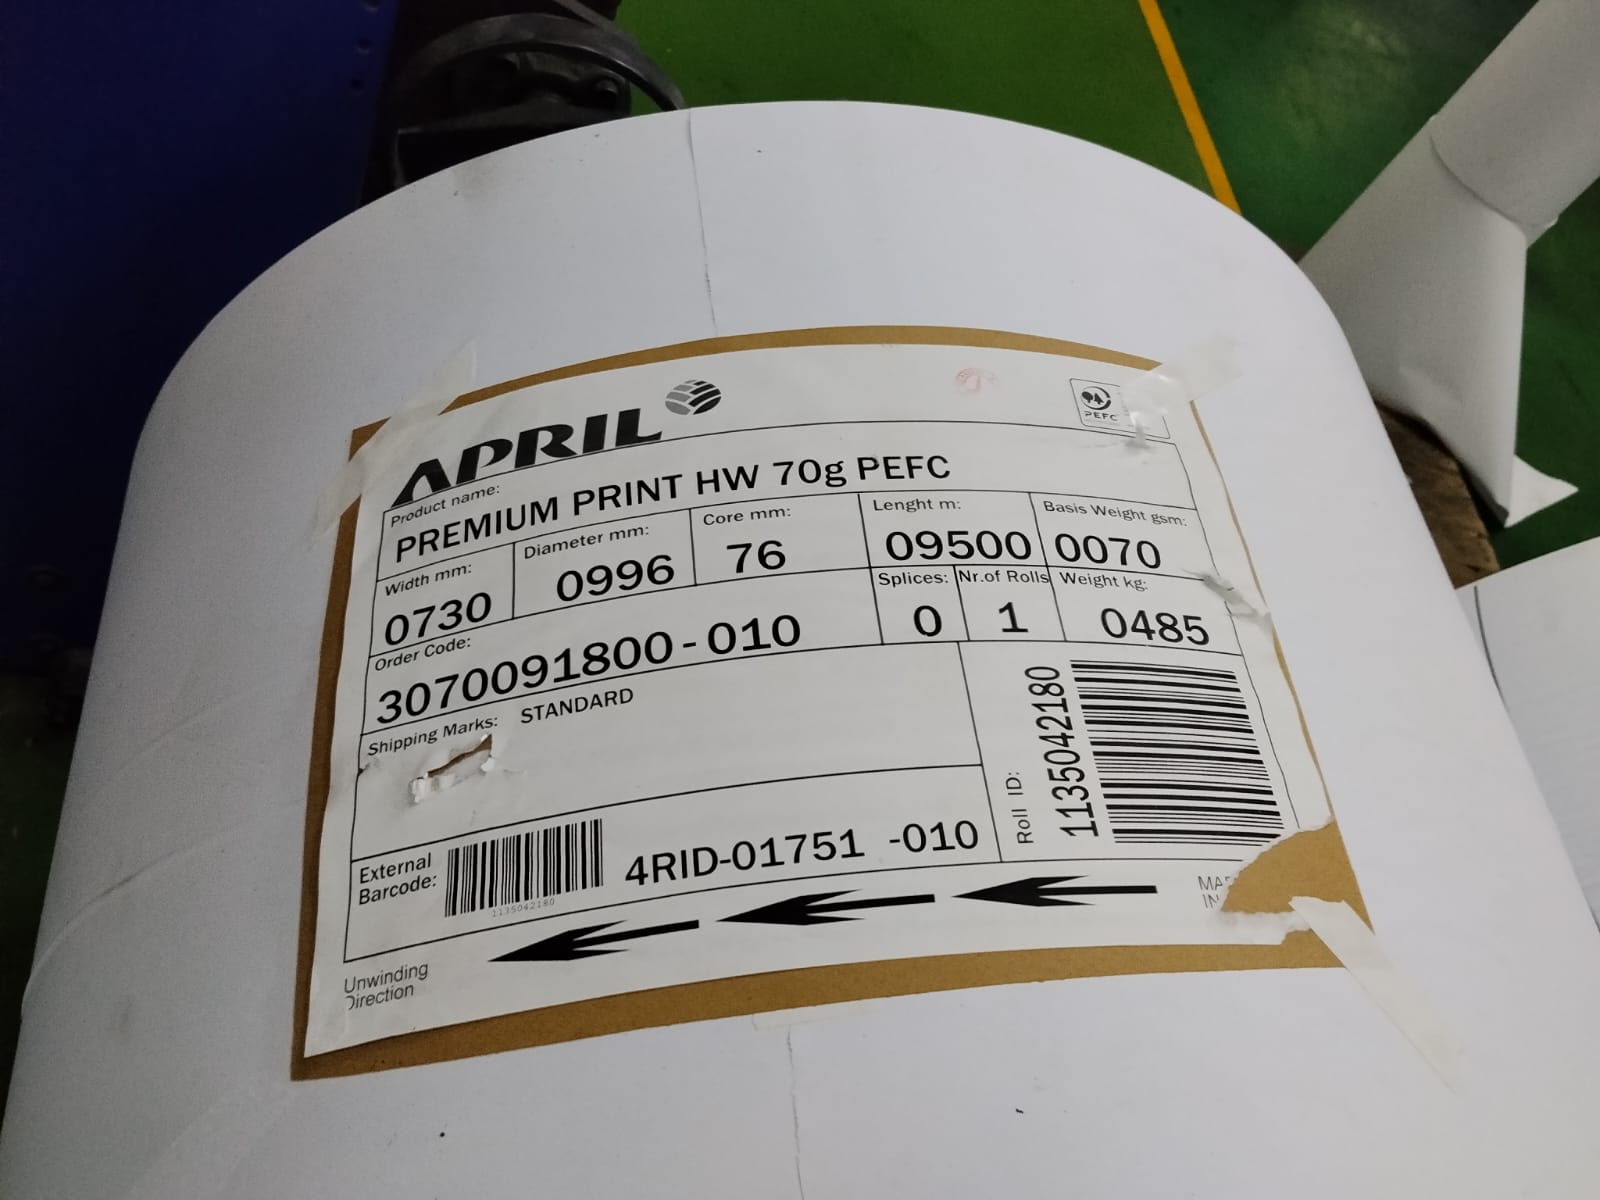 APRIL
PEFC
Product name:
PREMIUM PRINT HW 70g PEFC
Width mm: Diameter mm: Core mm: Lenght m: Basis Weight gsm:
0730 0996 76 09500 0070
Order Code: Splices: Nr.of Rolls Weight kg:
3070091800-010 0 1 0485
Shipping Marks: STANDARD
Roll ID: 1135042180
External
Barcode: 4RID-01751 -010
1135042180
Unwinding
Direction
IN